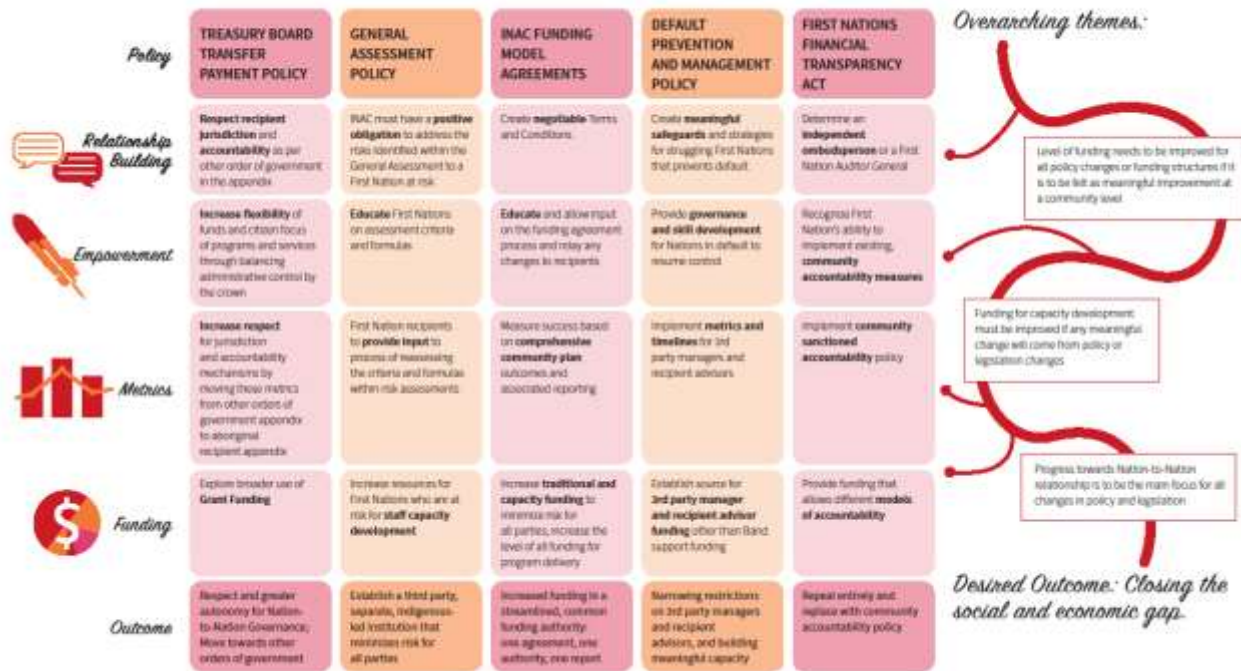 Policy
TREASURY BOARD
TRANSFER
PAYMENT POLICY
GENERAL
ASSESSMENT
POLICY
INAC FUNDING
MODEL
AGREEMENTS
DEFAULT
PREVENTION
AND MANAGEMENT
POLICY
FIRST NATIONS
FINANCIAL
TRANSPARENCY
ACT
Relationship
Building
Respect recipient
jurisdiction and
accountability as per
other order of government
in the appendix
INAC must have a positive
obligation to address the
risks identified within the
General Assessment to a
First Nation at risk
Create negotiable Terms
and Conditions
Create meaningful
safeguards and strategies
for struggling First Nations
that prevents default
Determine an
independent
ombudsperson or a First
Nation Auditor General
Empowerment
Increase flexibility of
funds and citizen focus
of programs and services
through balancing
administrative control by
the crown
Educate First Nations
on assessment criteria
and formulas
Educate and allow input
on the funding agreement
process and relay any
changes to recipients
Provide governance
and skill development
for Nations in default to
resume control
Recognise First
Nation's ability to
implement existing,
community
accountability measures
Metrics
Increase respect
for jurisdiction
and accountability
mechanisms by
moving these metrics
from other orders of
government appendix
to aboriginal
recipient appendix
First Nation recipients
to provide input to
process of reassessing
the criteria and formulas
within risk assessments
Measure success based
on comprehensive
community plan
outcomes and
associated reporting
Implement metrics and
timelines for 3rd
party managers and
recipient advisors
Implement community
sanctioned
accountability policy
Funding
Explore broader use of
Grant Funding
Increase resources for
First Nations who are at
risk for staff capacity
development
Increase traditional and
capacity funding to
minimize risk for
all parties, increase the
level of all funding for
program delivery
Establish source for
3rd party manager
and recipient advisor
funding other than Band
support funding
Provide funding that
allows different models
of accountability
Outcome
Respect and greater
autonomy for Nation-
to-Nation Governance;
Move towards other
orders of government
Establish a third party,
separate, Indigenous-
led institution that
minimizes risk for
all parties
Increased funding in a
streamlined, common
funding authority:
one agreement, one
authority, one report
Narrowing restrictions
on 3rd party managers
and recipient
advisors, and building
meaningful capacity
Repeal entirely and
replace with community
accountability policy
Overarching themes:
Level of funding needs to be improved for
all policy changes or funding structures if it
is to be felt as meaningful improvement at
a community level
Funding for capacity development
must be improved if any meaningful
change will come from policy or
legislation changes
Progress towards Nation-to-Nation
relationship is to be the main focus for all
changes in policy and legislation
Desired Outcome: Closing the
social and economic gap.